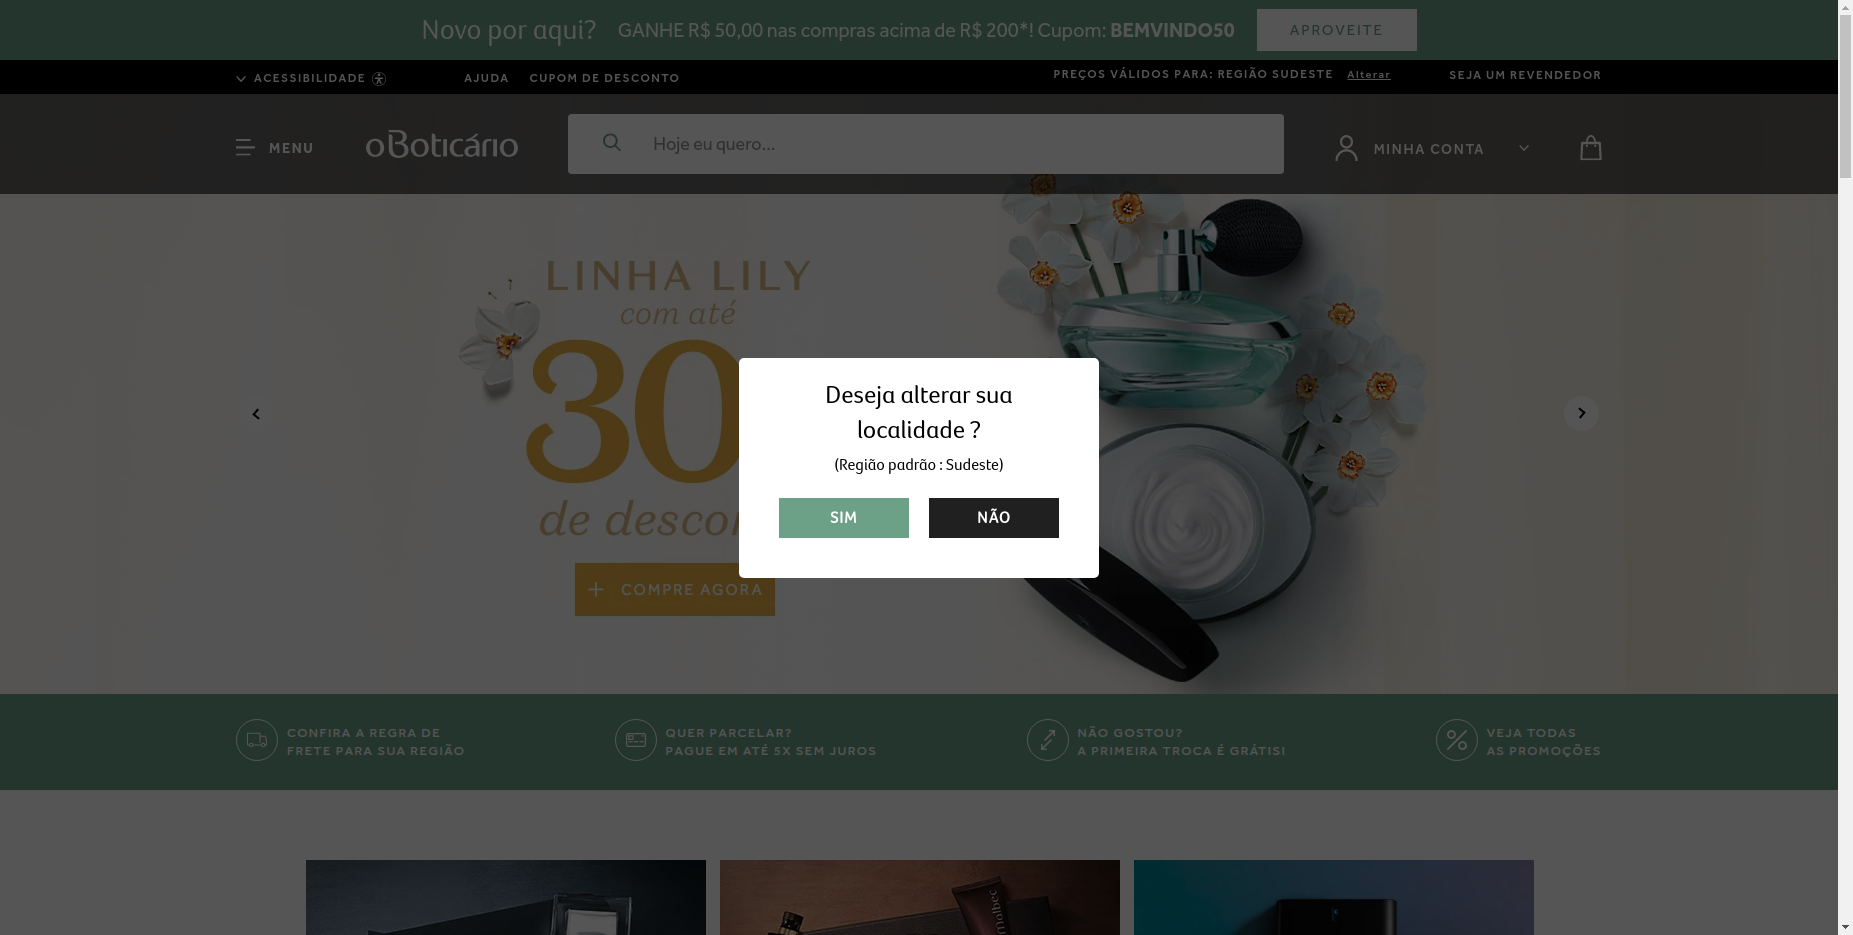 Novo por aqui? GANHE R$ 50,00 nas compras acima de R$ 200*! Cupom: BEMVINDO50 APROVEITE
ACESSIBILIDADE AJUDA CUPOM DE DESCONTO PREÇOS VÁLIDOS PARA: REGIÃO SUDESTE Alterar SEJA UM REVENDEDOR
MENU oBoticário Hoje eu quero... MINHA CONTA
LINHA LILY
com até
30
de descon
COMPRE AGORA
Deseja alterar sua
localidade ?
(Região padrão : Sudeste)
SIM NÃO
CONFIRA A REGRA DE
FRETE PARA SUA REGIÃO
QUER PARCELAR?
PAGUE EM ATÉ 5X SEM JUROS
NÃO GOSTOU?
A PRIMEIRA TROCA É GRÁTIS!
VEJA TODAS
AS PROMOÇÕES
malbec